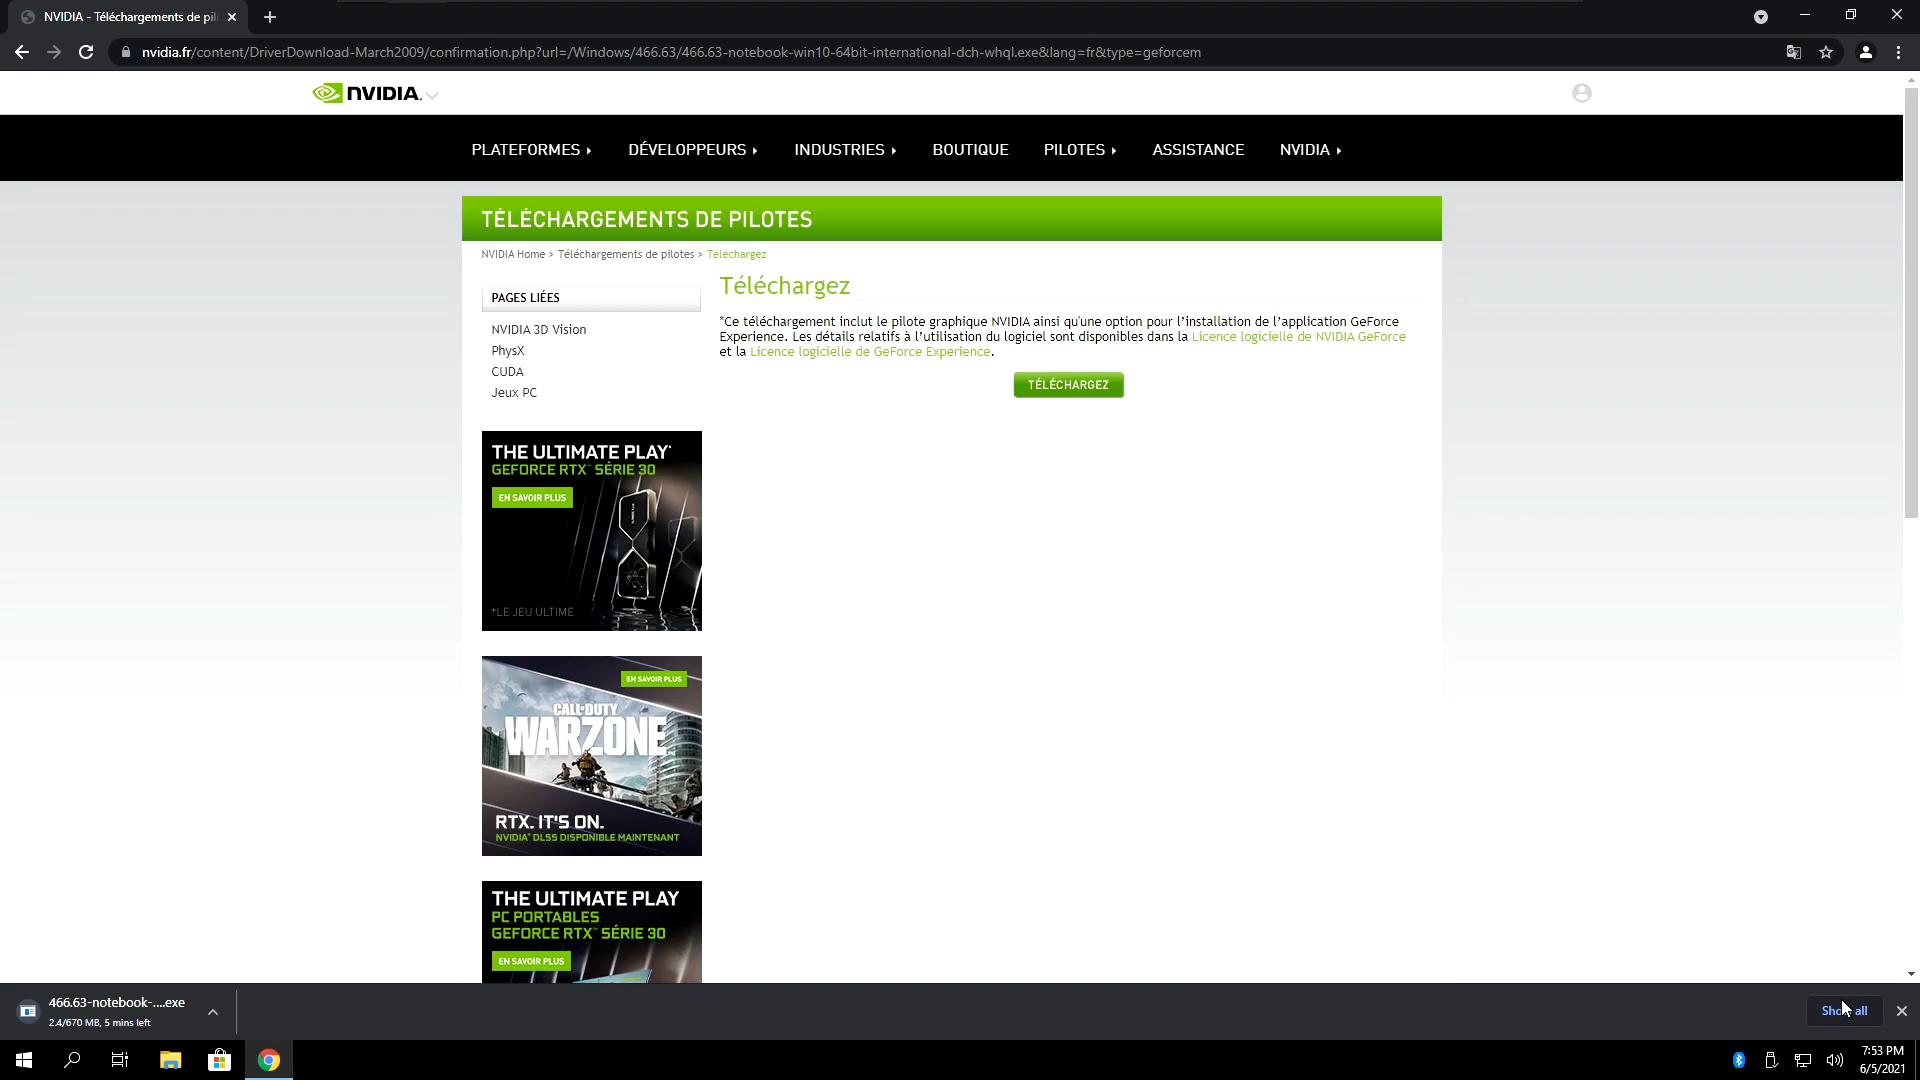 NVIDIA - Téléchargements de pil
nvidia.fr/content/DriverDownload-March2009/confirmation.php?url=/Windows/466.63/466.63-notebook-win10-64bit-international-dch-whql.exe&lang=fr&type=geforcem
NVIDIA.
PLATEFORMES DÉVELOPPEURS INDUSTRIES BOUTIQUE PILOTES ASSISTANCE NVIDIA
TÉLÉCHARGEMENTS DE PILOTES
NVIDIA Home > Téléchargements de pilotes > Téléchargez
PAGES LIÉES
NVIDIA 3D Vision
PhysX
CUDA
Jeux PC
Téléchargez
*Ce téléchargement inclut le pilote graphique NVIDIA ainsi qu'une option pour l'installation de l'application GeForce
Experience. Les détails relatifs à l'utilisation du logiciel sont disponibles dans la Licence logicielle de NVIDIA GeForce
et la Licence logicielle de GeForce Experience.
TÉLÉCHARGEZ
THE ULTIMATE PLAY*
GEFORCE RTX™ SÉRIE 30
EN SAVOIR PLUS
*LE JEU ULTIME
EN SAVOIR PLUS
CALL OF DUTY
WARZONE
RTX. IT'S ON.
NVIDIA® DLSS DISPONIBLE MAINTENANT
THE ULTIMATE PLAY
PC PORTABLES
GEFORCE RTX™ SÉRIE 30
EN SAVOIR PLUS
466.63-notebook-....exe
2.4/670 MB, 5 mins left
Show all
7:53 PM
6/5/2021